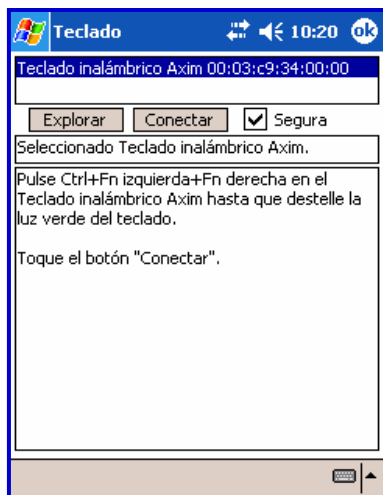 Teclado 10:20 ok
Teclado inalámbrico Axim 00:03:c9:34:00:00
Explorar Conectar Segura
Seleccionado Teclado inalámbrico Axim.
Pulse Ctrl+Fn izquierda+Fn derecha en el
Teclado inalámbrico Axim hasta que destelle la
luz verde del teclado.
Toque el botón "Conectar".